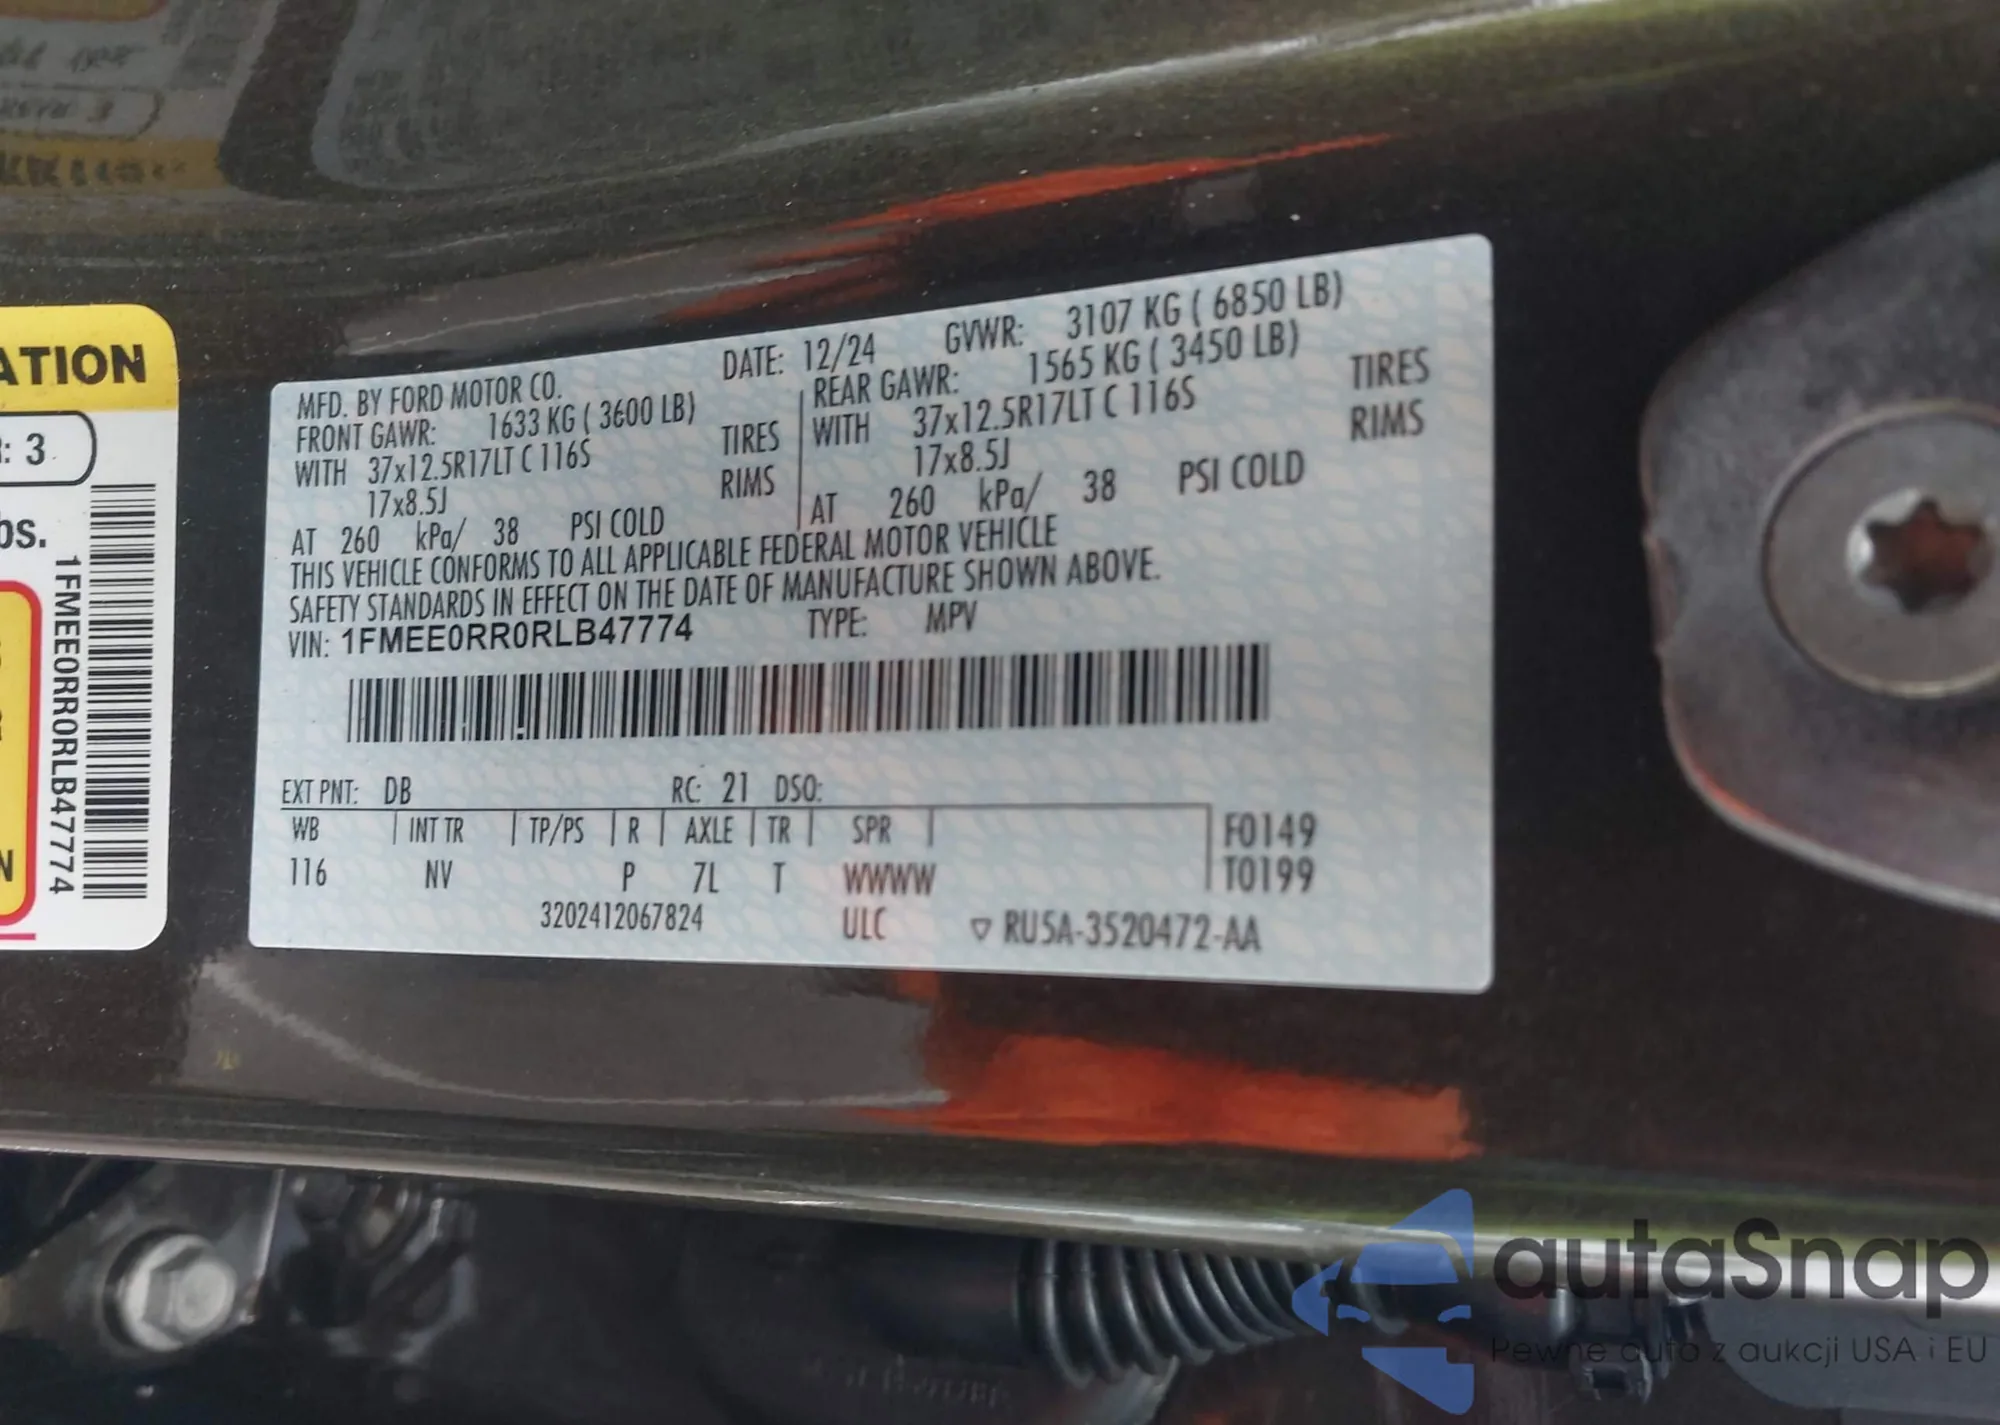 ATION
: 3
bs.
1FMEE0RR0RLB47774
N
MFD. BY FORD MOTOR CO. DATE: 12/24 GVWR: 3107 KG ( 6850 LB)
FRONT GAWR: 1633 KG ( 3600 LB) REAR GAWR: 1565 KG ( 3450 LB)
WITH 37x12.5R17LT C 116S TIRES WITH 37x12.5R17LT C 116S TIRES
17x8.5J RIMS 17x8.5J RIMS
AT 260 kPa/ 38 PSI COLD AT 260 kPa/ 38 PSI COLD
THIS VEHICLE CONFORMS TO ALL APPLICABLE FEDERAL MOTOR VEHICLE
SAFETY STANDARDS IN EFFECT ON THE DATE OF MANUFACTURE SHOWN ABOVE.
VIN: 1FMEE0RR0RLB47774 TYPE: MPV
EXT PNT: DB RC: 21 DSO:
WB INT TR TP/PS R AXLE TR SPR F0149
116 NV P 7L T WWWW T0199
3202412067824 ULC ▽ RU5A-3520472-AA
autaSnap
Pewne auto z aukcji USA i EU